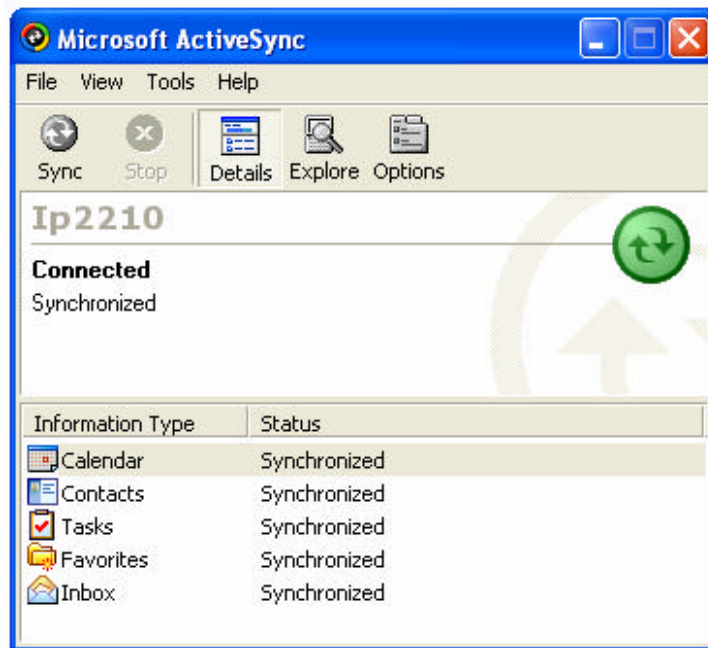 Microsoft ActiveSync
File View Tools Help
Sync Stop Details Explore Options
Ip2210
Connected
Synchronized
Information Type Status
Calendar Synchronized
Contacts Synchronized
Tasks Synchronized
Favorites Synchronized
Inbox Synchronized